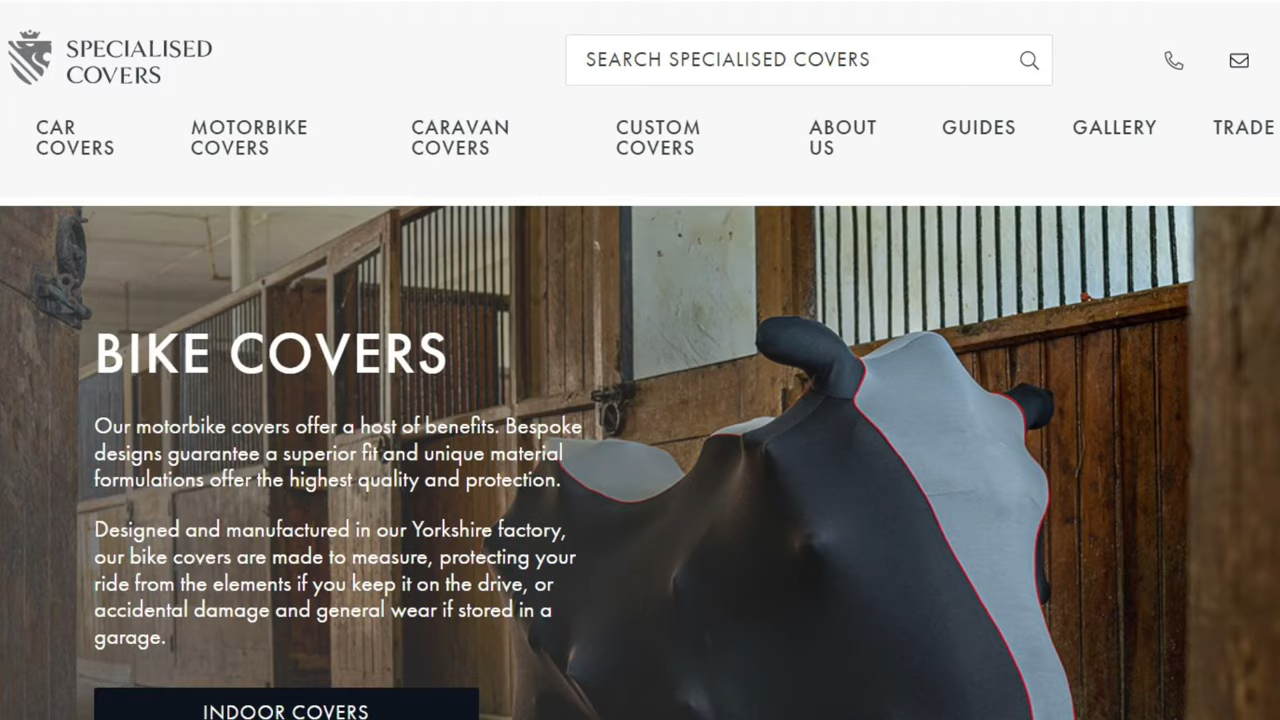 SPECIALISED
COVERS
SEARCH SPECIALISED COVERS
CAR
COVERS
MOTORBIKE
COVERS
CARAVAN
COVERS
CUSTOM
COVERS
ABOUT
US
GUIDES
GALLERY
TRADE
BIKE COVERS
Our motorbike covers offer a host of benefits. Bespoke
designs guarantee a superior fit and unique material
formulations offer the highest quality and protection.
Designed and manufactured in our Yorkshire factory,
our bike covers are made to measure, protecting your
ride from the elements if you keep it on the drive, or
accidental damage and general wear if stored in a
garage.
INDOOR COVERS